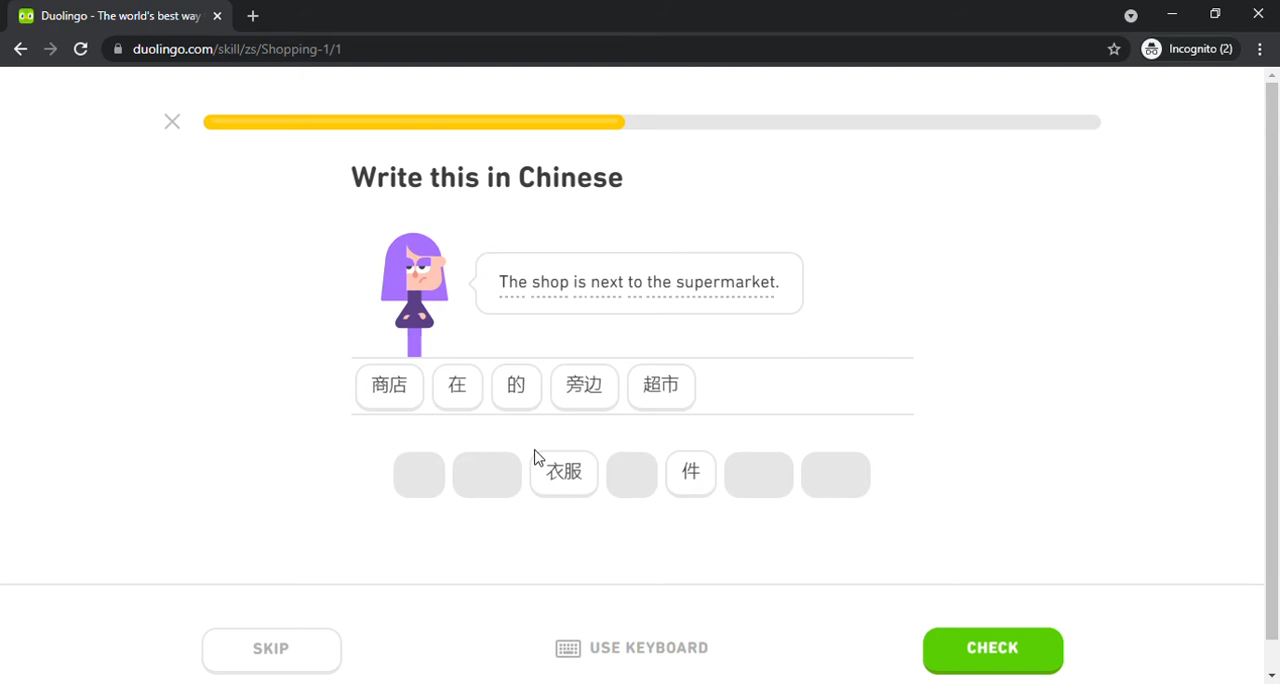 Duolingo - The world's best way
duolingo.com/skill/zs/Shopping-1/1
Incognito (2)
Write this in Chinese
The shop is next to the supermarket.
商店 在 的 旁边 超市
衣服 件
SKIP
USE KEYBOARD
CHECK